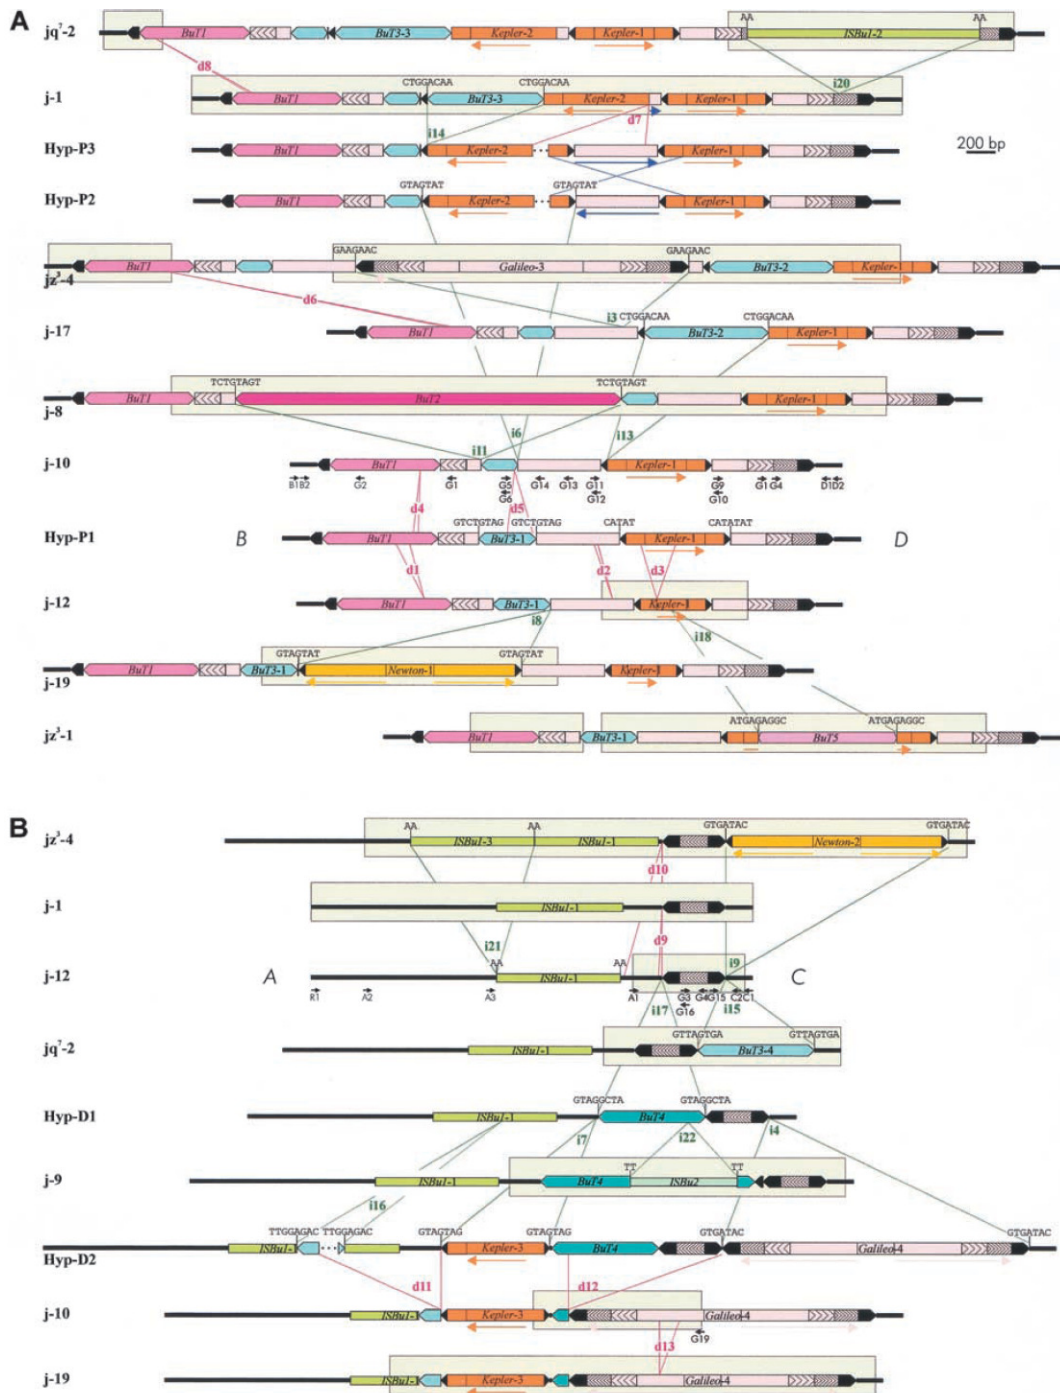 A
jq⁷-2
BuT1
BuT3-3
Kepler-2
Kepler-1
AA
AA
ISBu1-2
d8
i20
CTGGACAA
CTGGACAA
j-1
BuT1
BuT3-3
Kepler-2
Kepler-1
i14
d7
Hyp-P3
BuT1
Kepler-2
Kepler-1
200 bp
GTAGTAT
GTAGTAT
Hyp-P2
BuT1
Kepler-2
Kepler-1
GAAGAAC
GAAGAAC
jz³-4
BuT1
Galileo-3
BuT3-2
Kepler-1
d6
i3
CTGGACAA
CTGGACAA
j-17
BuT1
BuT3-2
Kepler-1
TCTGTAGT
TCTGTAGT
j-8
BuT1
BuT2
Kepler-1
i11
i6
i13
j-10
BuT1
Kepler-1
B1B2
G2
G1
G5
G6
G14
G13
G11
G12
G9
G10
G1
G4
D1D2
d4
d5
GTCTGTAG
GTCTGTAG
CATAT
CATATAT
Hyp-P1
B
BuT1
BuT3-1
Kepler-1
D
d1
d2
d3
j-12
BuT1
BuT3-1
Kepler-1
i8
i18
GTAGTAT
GTAGTAT
j-19
BuT1
BuT3-1
Newton-1
Kepler-1
ATGAGAGGC
ATGAGAGGC
jz³-1
BuT1
BuT3-1
BuT5
B
jz³-4
AA
AA
GTGATAC
GTGATAC
ISBu1-3
ISBu1-1
Newton-2
d10
j-1
ISBu1-1
i21
d9
i9
AA
AA
j-12
A
ISBu1-1
C
R1
A2
A3
A1
G3
G16
G4
G15
C2
C1
i17
i15
GTTAGTGA
GTTAGTGA
jq⁷-2
ISBu1-1
BuT3-4
GTAGGCTA
GTAGGCTA
Hyp-D1
ISBu1-1
BuT4
i7
i22
i4
TT
TT
j-9
ISBu1-1
BuT4
ISBu2
i16
TTGGAGAC
TTGGAGAC
GTAGTAG
GTAGTAG
GTGATAC
GTGATAC
Hyp-D2
ISBu1-
Kepler-3
BuT4
Galileo-4
d11
d12
j-10
ISBu1-1
Kepler-3
Galileo-4
G19
d13
j-19
ISBu1-1
Kepler-3
Galileo-4